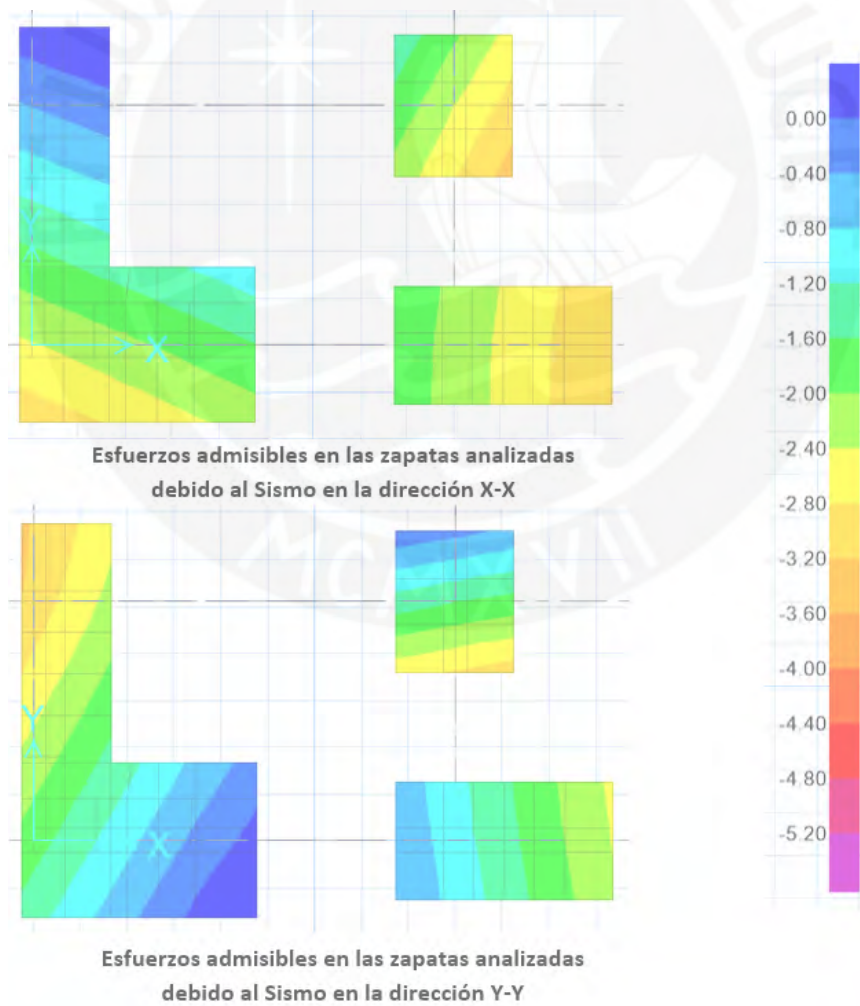 Y
X
0.00
-0.40
-0.80
-1.20
-1.60
-2.00
-2.40
-2.80
-3.20
-3.60
-4.00
-4.40
-4.80
-5.20
Esfuerzos admisibles en las zapatas analizadas
debido al Sismo en la dirección X-X
MCMXVII
Y
X
Esfuerzos admisibles en las zapatas analizadas
debido al Sismo en la dirección Y-Y